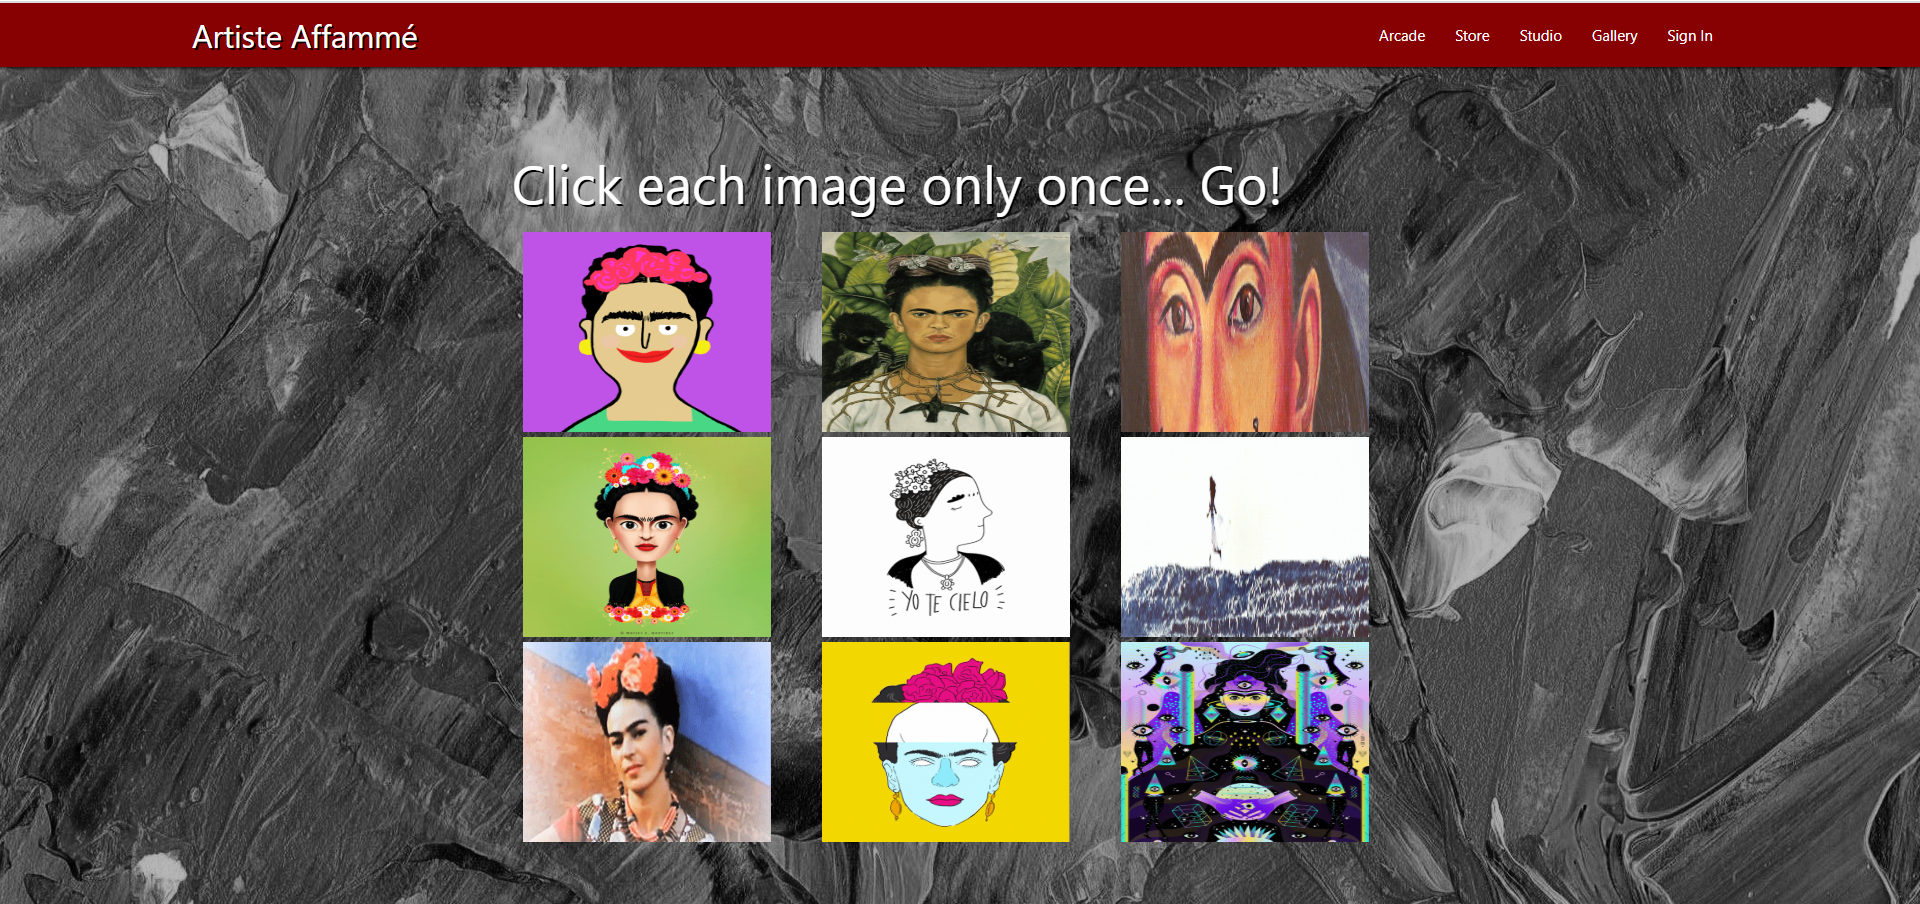 Artiste Affammé
Arcade
Store
Studio
Gallery
Sign In
Click each image only once... Go!
YO TE CIELO